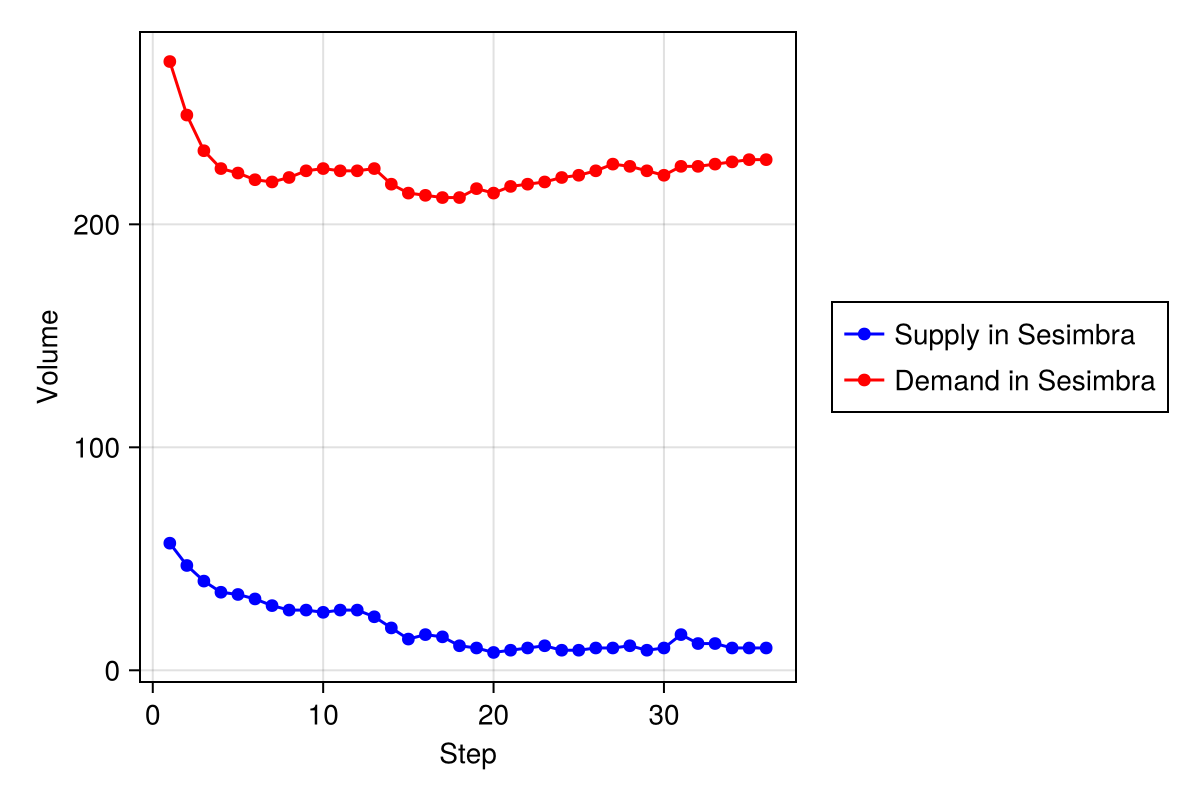 200
100
0
Volume
0 10 20 30
Step
Supply in Sesimbra
Demand in Sesimbra